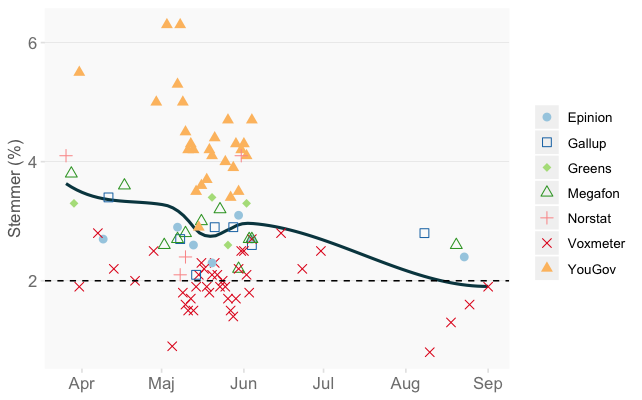 Stemmer (%)
6
4
2
Apr Maj Jun Jul Aug Sep
Epinion
Gallup
Greens
Megafon
Norstat
Voxmeter
YouGov